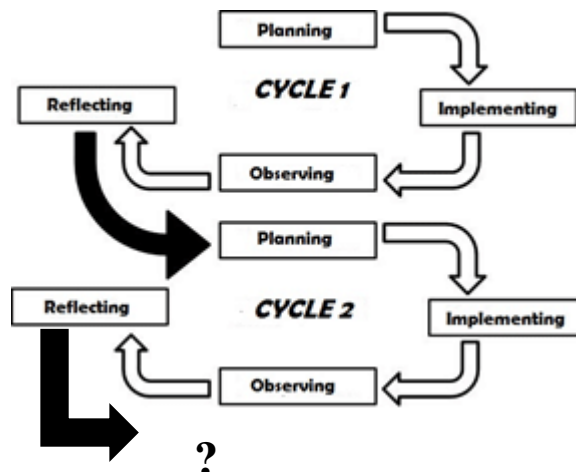 Planning
CYCLE 1
Reflecting
Implementing
Observing
Planning
Reflecting
CYCLE 2
Implementing
Observing
?